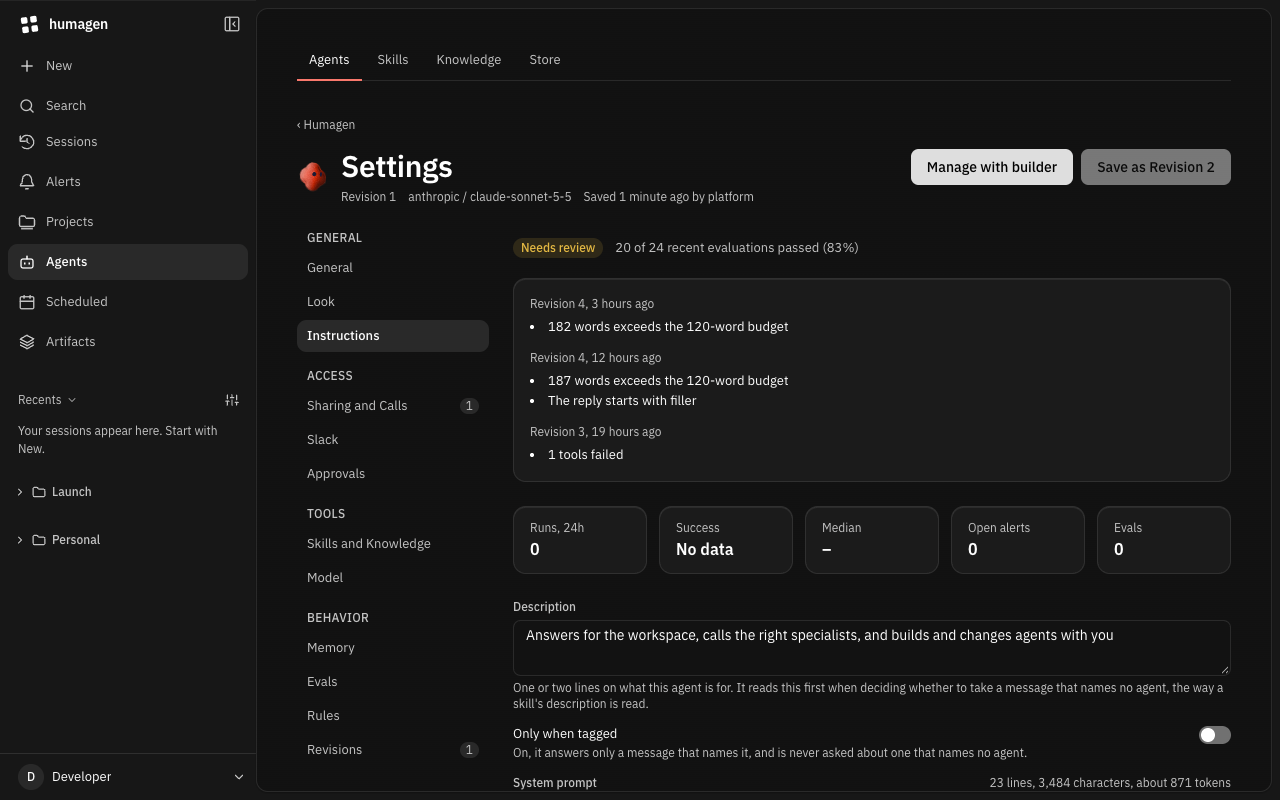 humagen
New
Search
Sessions
Alerts
Projects
Agents
Scheduled
Artifacts
Recents
Your sessions appear here. Start with
New.
Launch
Personal
D
Developer
Agents
Skills
Knowledge
Store
‹ Humagen
Settings
Revision 1
anthropic / claude-sonnet-5-5
Saved 1 minute ago by platform
Manage with builder
Save as Revision 2
GENERAL
General
Look
Instructions
ACCESS
Sharing and Calls
1
Slack
Approvals
TOOLS
Skills and Knowledge
Model
BEHAVIOR
Memory
Evals
Rules
Revisions
1
Needs review
20 of 24 recent evaluations passed (83%)
Revision 4, 3 hours ago
• 182 words exceeds the 120-word budget
Revision 4, 12 hours ago
• 187 words exceeds the 120-word budget
• The reply starts with filler
Revision 3, 19 hours ago
• 1 tools failed
Runs, 24h
0
Success
No data
Median
–
Open alerts
0
Evals
0
Description
Answers for the workspace, calls the right specialists, and builds and changes agents with you
One or two lines on what this agent is for. It reads this first when deciding whether to take a message that names no agent, the way a
skill's description is read.
Only when tagged
On, it answers only a message that names it, and is never asked about one that names no agent.
System prompt
23 lines, 3,484 characters, about 871 tokens